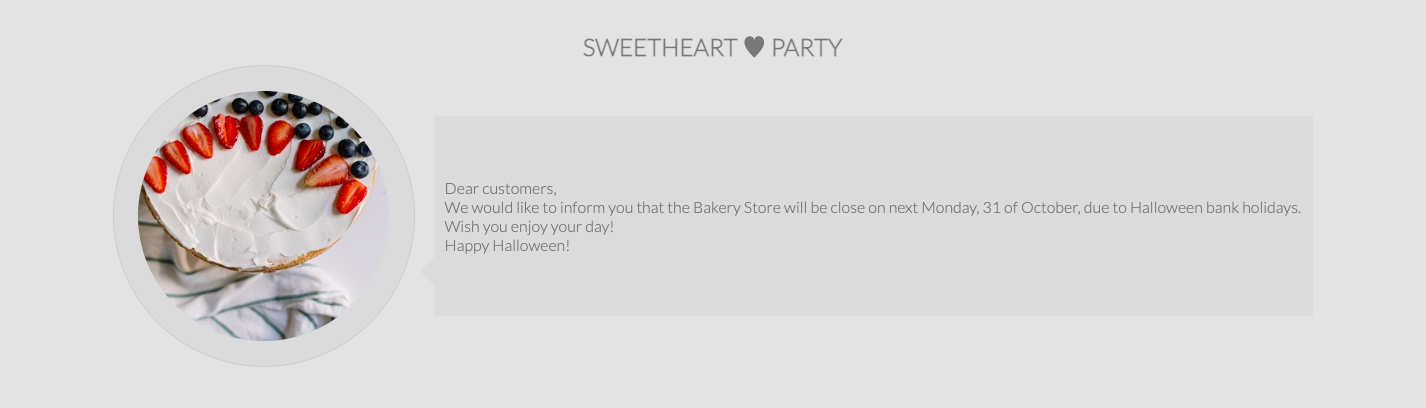 SWEETHEART ♥ PARTY
Dear customers,
We would like to inform you that the Bakery Store will be close on next Monday, 31 of October, due to Halloween bank holidays.
Wish you enjoy your day!
Happy Halloween!